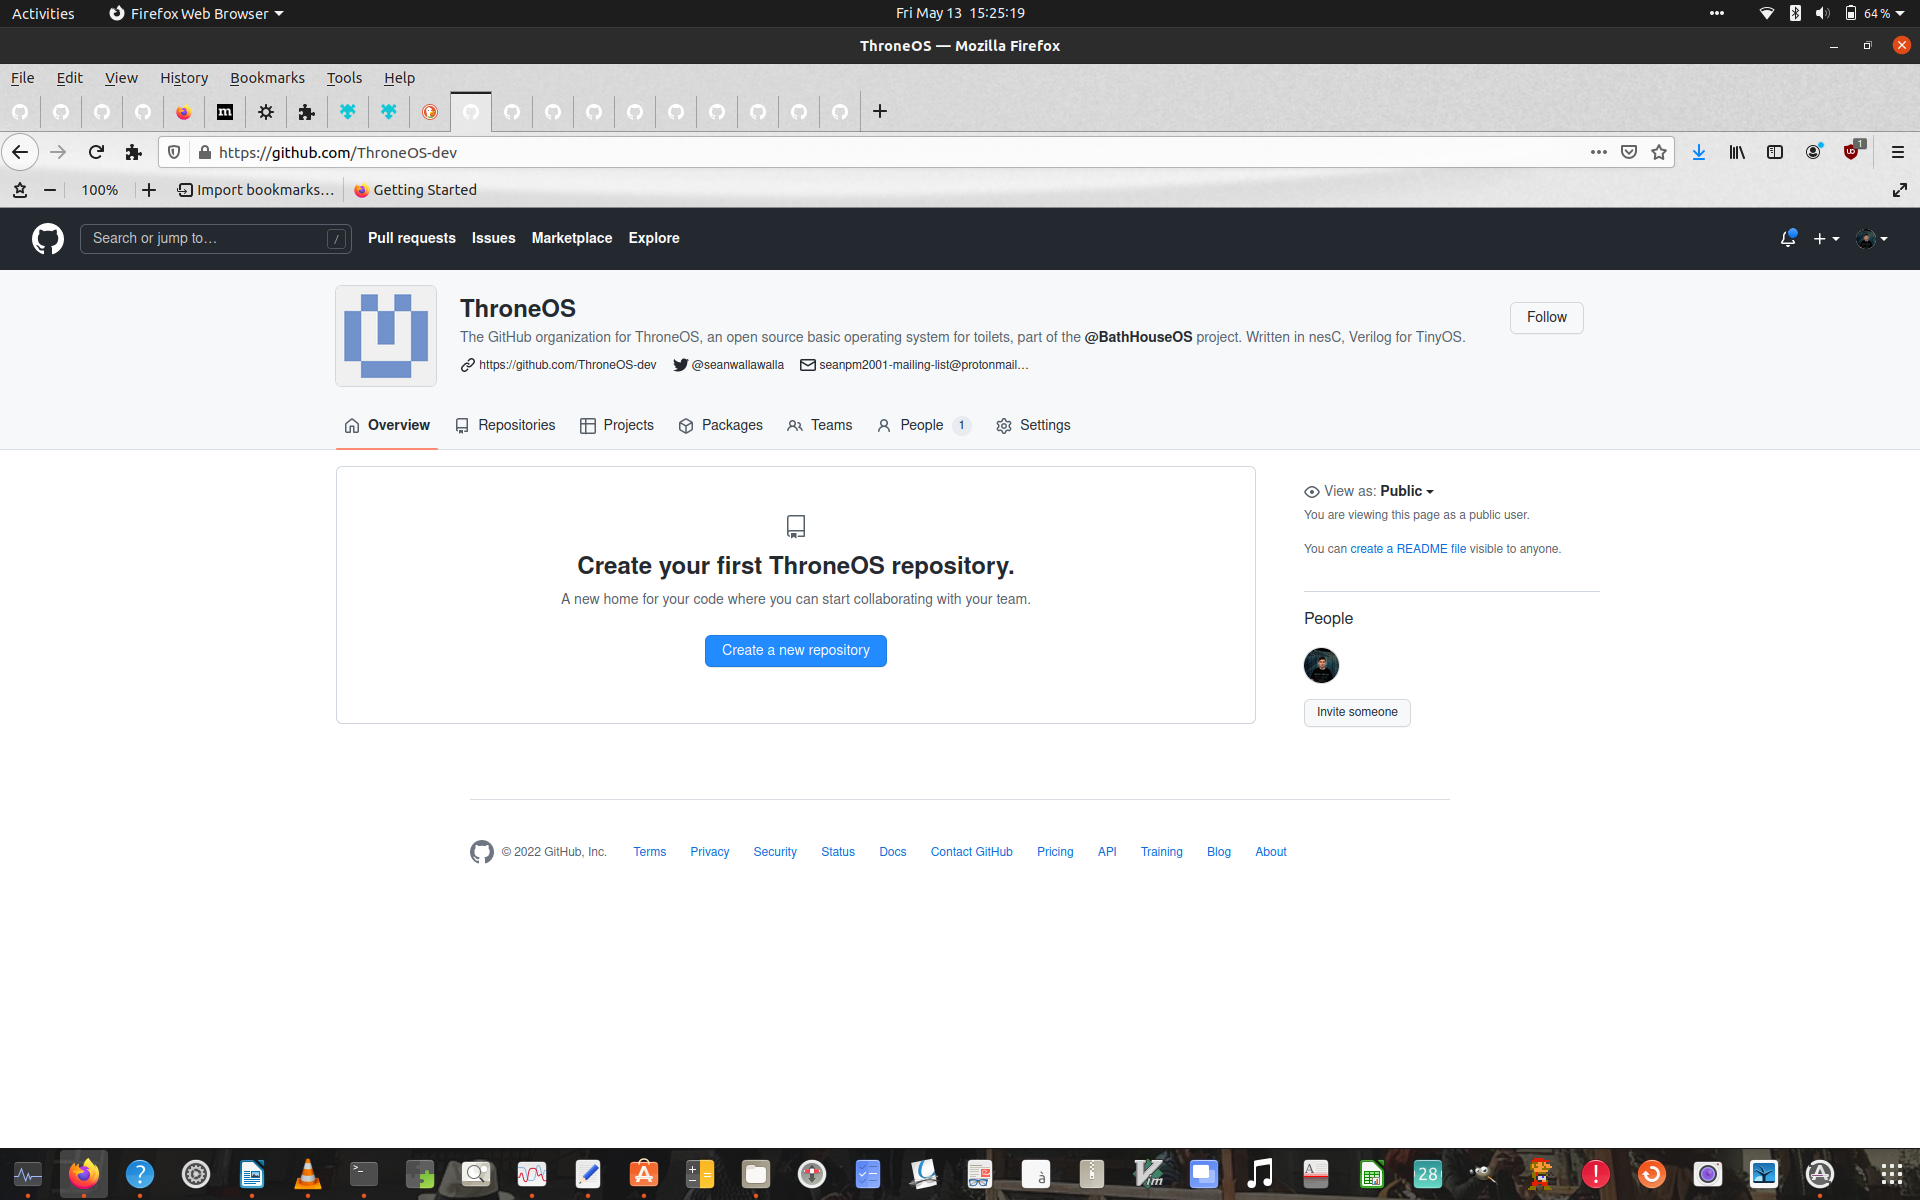 Activities
Firefox Web Browser
Fri May 13 15:25:19
64 %
ThroneOS — Mozilla Firefox
File Edit View History Bookmarks Tools Help
https://github.com/ThroneOS-dev
1
100%
Import bookmarks…
Getting Started
Search or jump to…
/
Pull requests Issues Marketplace Explore
ThroneOS
Follow
The GitHub organization for ThroneOS, an open source basic operating system for toilets, part of the @BathHouseOS project. Written in nesC, Verilog for TinyOS.
https://github.com/ThroneOS-dev
@seanwallawalla
seanpm2001-mailing-list@protonmail…
Overview Repositories Projects Packages Teams People 1 Settings
Create your first ThroneOS repository.
A new home for your code where you can start collaborating with your team.
Create a new repository
View as: Public
You are viewing this page as a public user.
You can create a README file visible to anyone.
People
Invite someone
© 2022 GitHub, Inc. Terms Privacy Security Status Docs Contact GitHub Pricing API Training Blog About
28